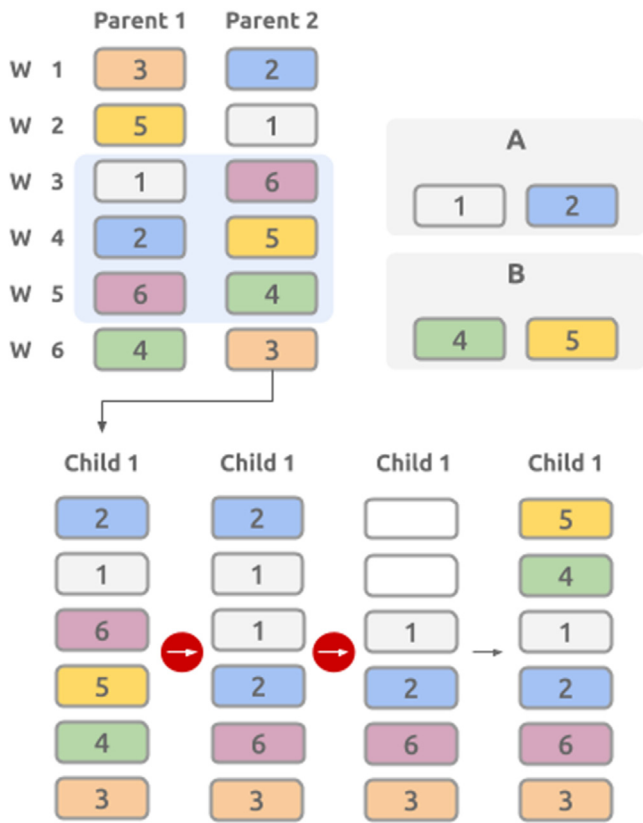 Parent 1 Parent 2
W 1 3 2
W 2 5 1
W 3 1 6
W 4 2 5
W 5 6 4
W 6 4 3
A
1 2
B
4 5
Child 1 Child 1 Child 1 Child 1
2 2 5
1 1 4
6 1 1 1
5 2 2 2
4 6 6 6
3 3 3 3